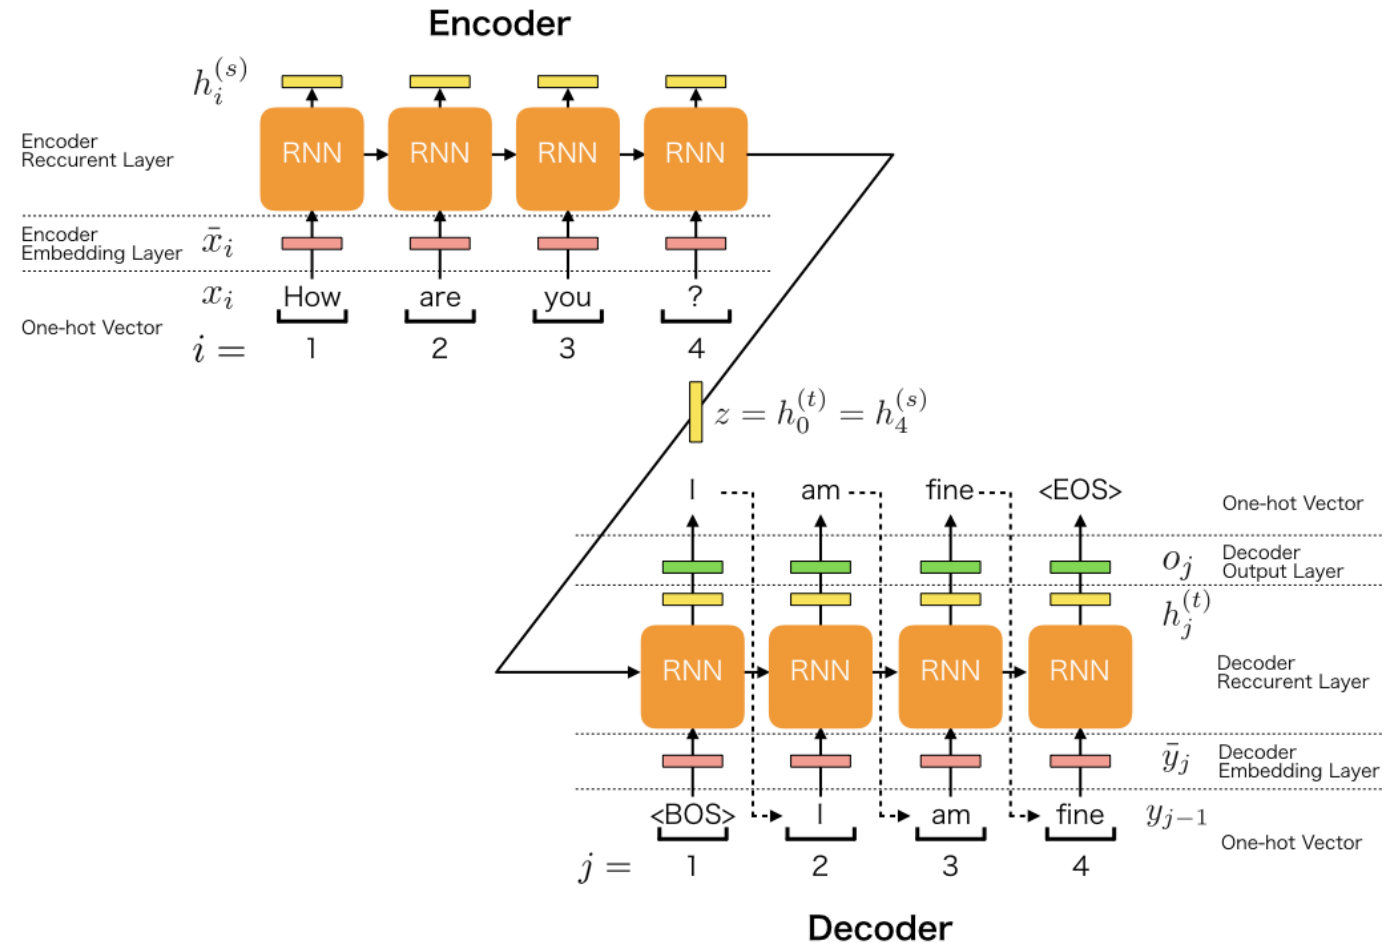 Encoder
h_i^{(s)}
RNN RNN RNN RNN
Encoder
Reccurent Layer
Encoder
Embedding Layer
x̄_i
x_i How are you ?
One-hot Vector
i = 1 2 3 4
z = h_0^{(t)} = h_4^{(s)}
I am fine <EOS>
One-hot Vector
o_j
Decoder
Output Layer
h_j^{(t)}
RNN RNN RNN RNN
Decoder
Reccurent Layer
ȳ_j
Decoder
Embedding Layer
<BOS> I am fine y_{j−1}
One-hot Vector
j = 1 2 3 4
Decoder